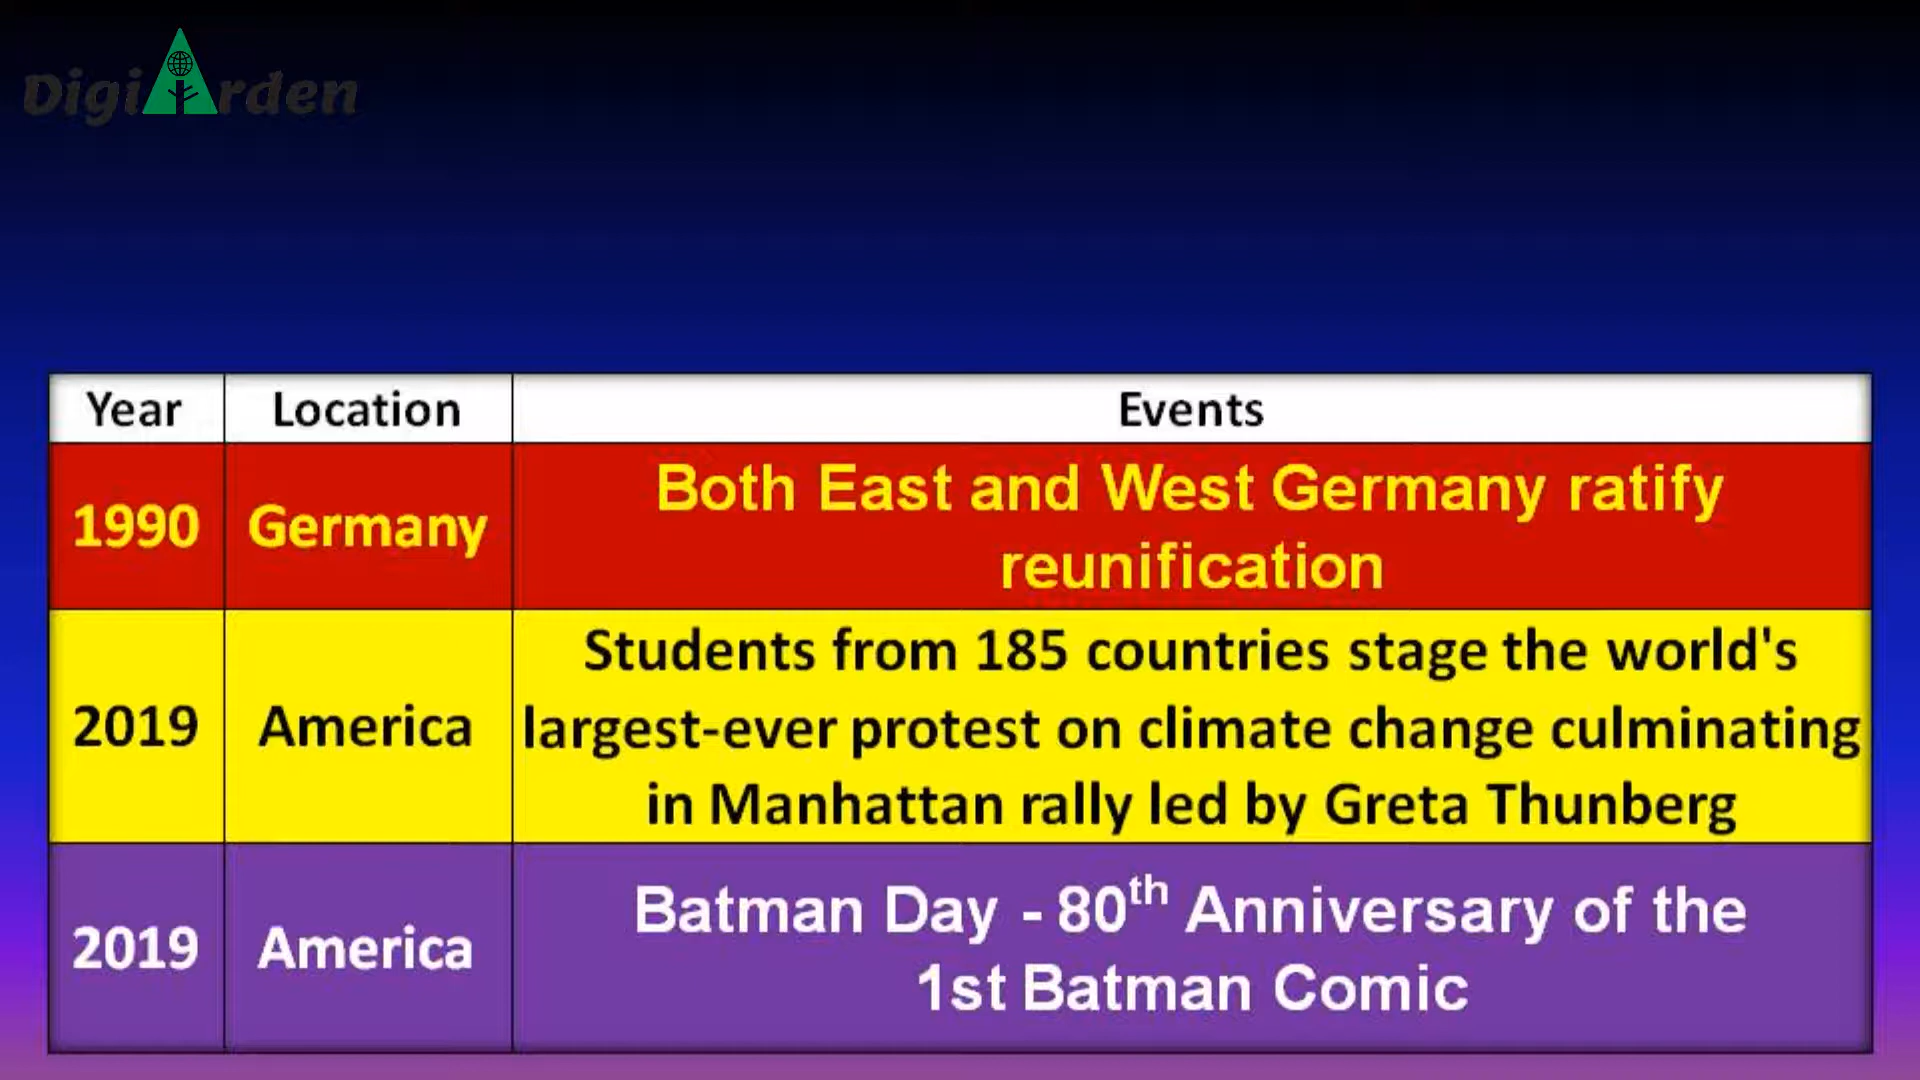 DigiArden
Year Location Events
1990 Germany Both East and West Germany ratify
reunification
2019 America Students from 185 countries stage the world's
largest-ever protest on climate change culminating
in Manhattan rally led by Greta Thunberg
2019 America Batman Day - 80th Anniversary of the
1st Batman Comic